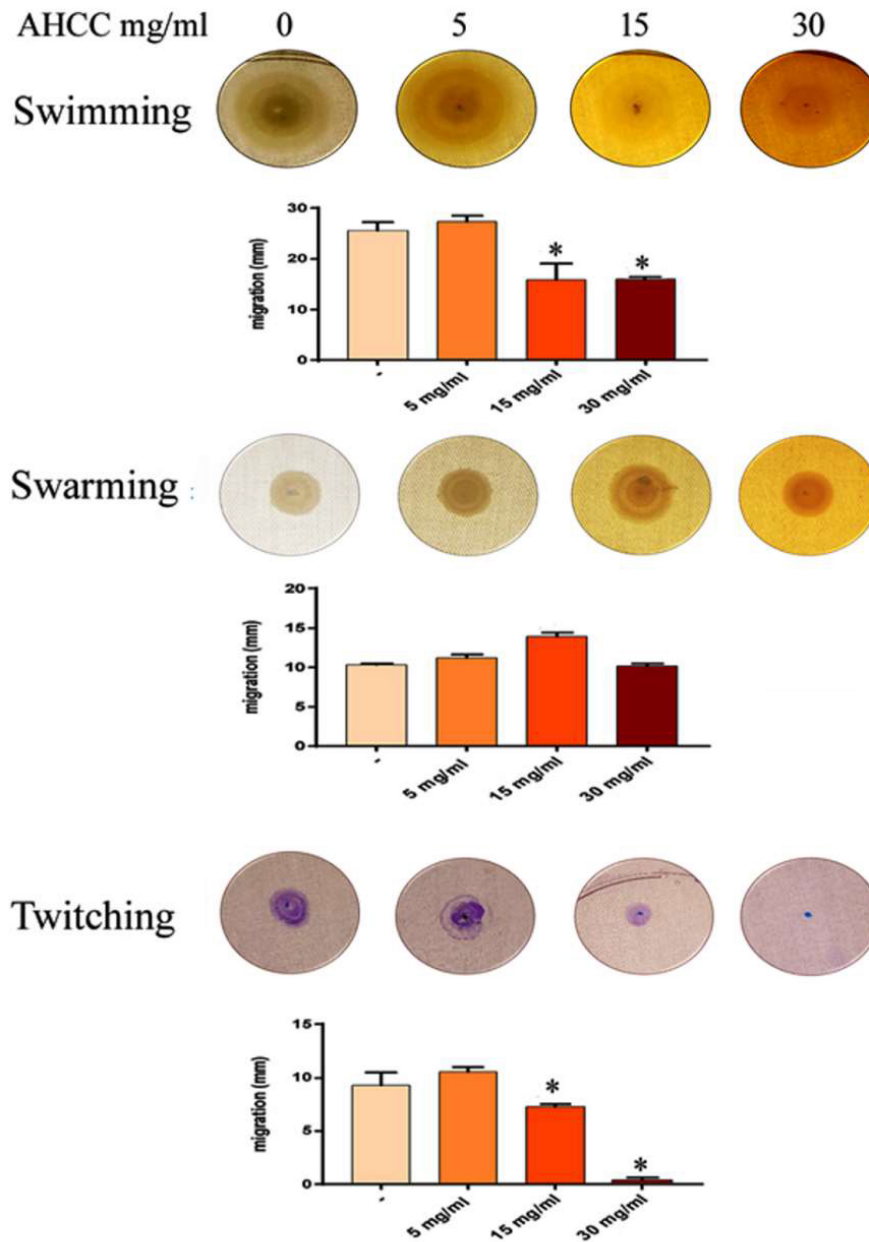 AHCC mg/ml 0 5 15 30
Swimming
migration (mm)
30
20
10
0
* *
- 5 mg/ml 15 mg/ml 30 mg/ml
Swarming :
migration (mm)
20
15
10
5
0
- 5 mg/ml 15 mg/ml 30 mg/ml
Twitching
migration (mm)
15
10
5
0
* *
- 5 mg/ml 15 mg/ml 30 mg/ml